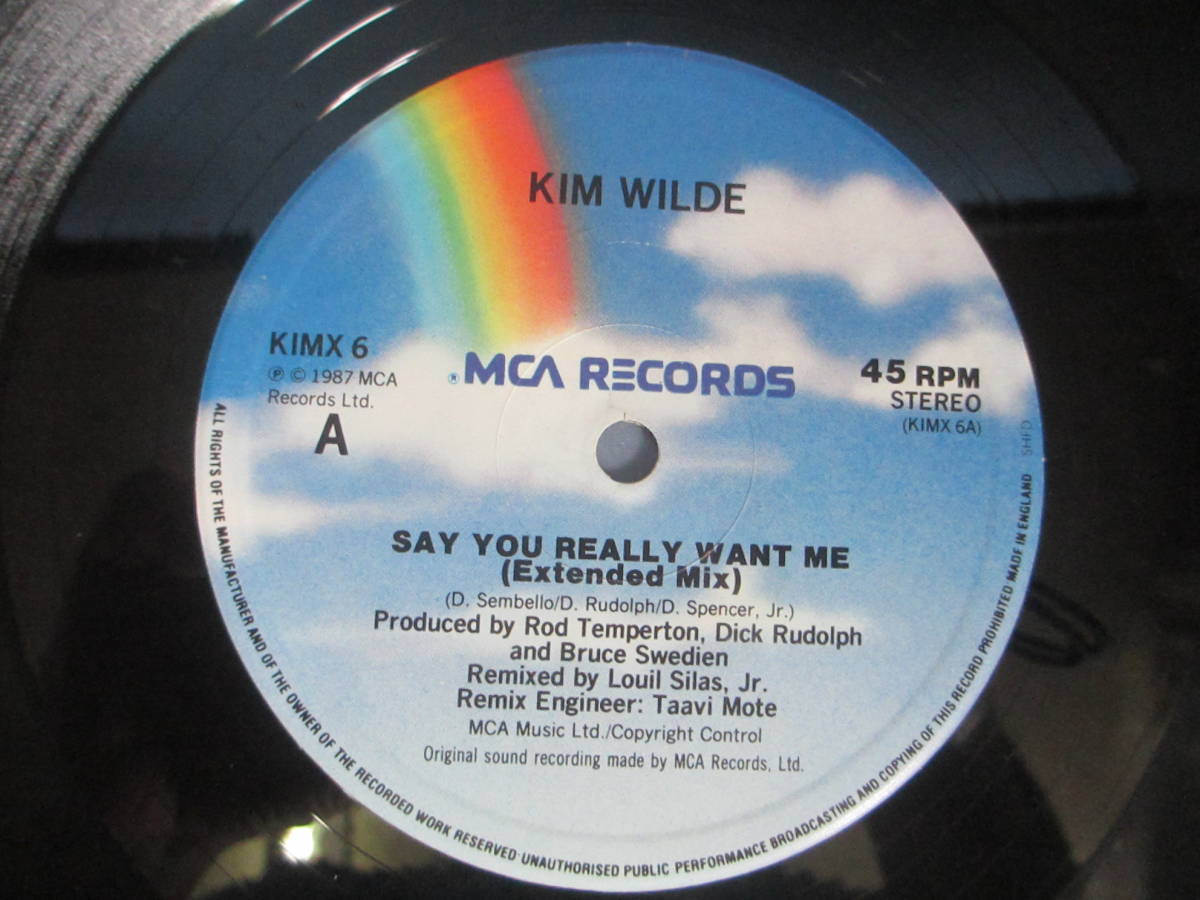 KIM WILDE
KIMX 6
℗ © 1987 MCA
Records Ltd.
A
® MCA RECORDS
45 RPM
STEREO
(KIMX 6A)
SAY YOU REALLY WANT ME
(Extended Mix)
(D. Sembello/D. Rudolph/D. Spencer, Jr.)
Produced by Rod Temperton, Dick Rudolph
and Bruce Swedien
Remixed by Louil Silas, Jr.
Remix Engineer: Taavi Mote
MCA Music Ltd./Copyright Control
Original sound recording made by MCA Records, Ltd.
ALL RIGHTS OF THE MANUFACTURER AND OF THE OWNER OF THE RECORDED WORK RESERVED·UNAUTHORISED PUBLIC PERFORMANCE BROADCASTING AND COPYING OF THIS RECORD PROHIBITED MADE IN ENGLAND